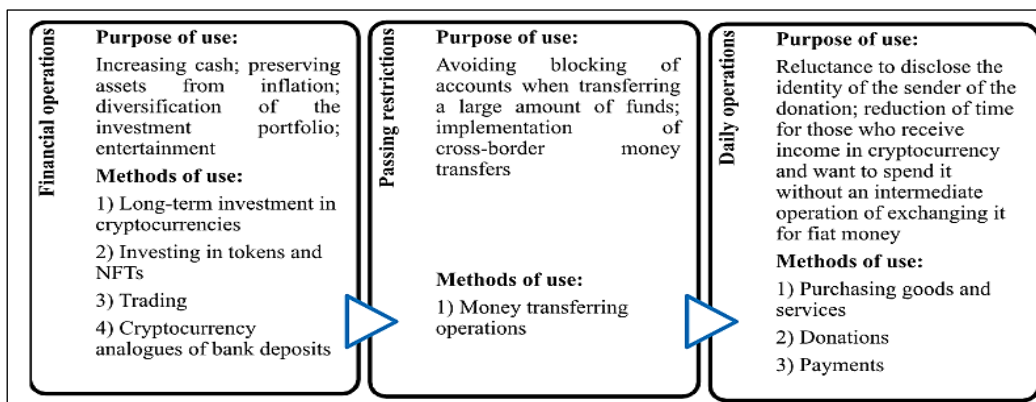 Financial operations
Purpose of use:
Increasing cash; preserving
assets from inflation;
diversification of the
investment portfolio;
entertainment
Methods of use:
1) Long-term investment in
cryptocurrencies
2) Investing in tokens and
NFTs
3) Trading
4) Cryptocurrency
analogues of bank deposits
Passing restrictions
Purpose of use:
Avoiding blocking of
accounts when transferring
a large amount of funds;
implementation of
cross-border money
transfers
Methods of use:
1) Money transferring
operations
Daily operations
Purpose of use:
Reluctance to disclose the
identity of the sender of the
donation; reduction of time
for those who receive
income in cryptocurrency
and want to spend it
without an intermediate
operation of exchanging it
for fiat money
Methods of use:
1) Purchasing goods and
services
2) Donations
3) Payments